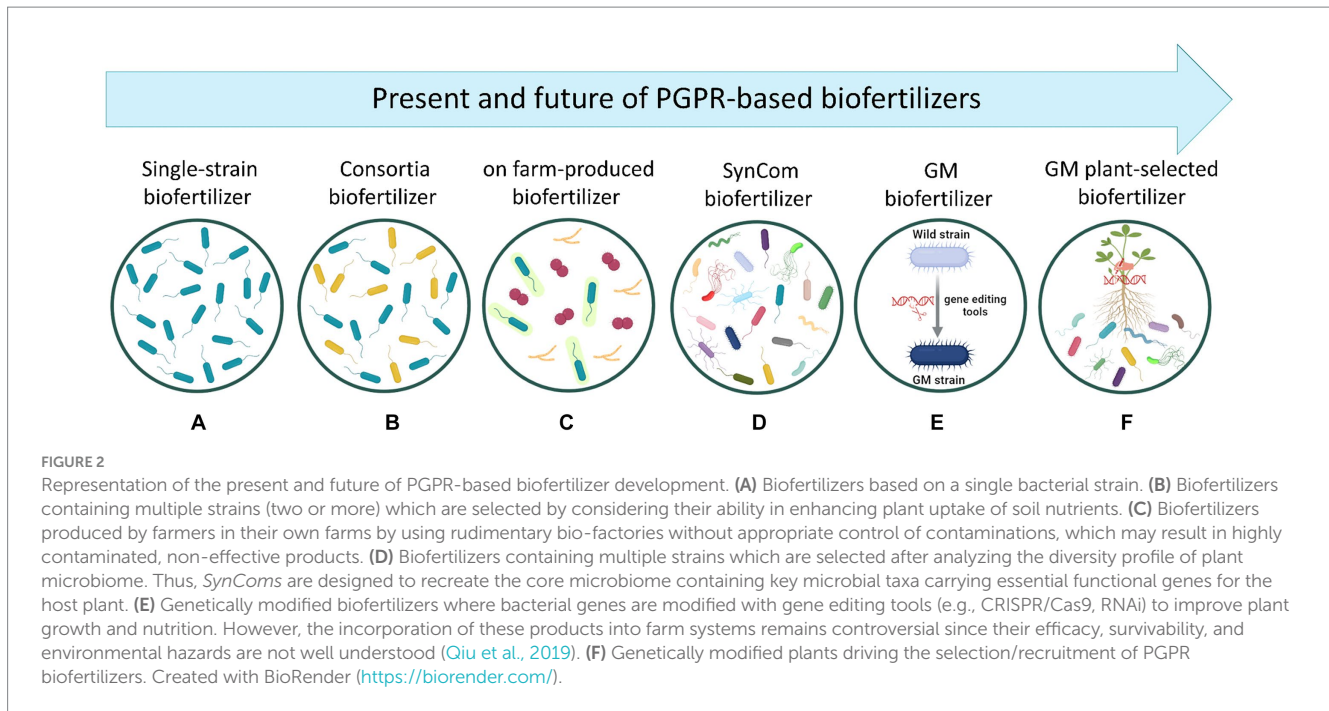 Present and future of PGPR-based biofertilizers
Single-strain
biofertilizer
Consortia
biofertilizer
on farm-produced
biofertilizer
SynCom
biofertilizer
GM
biofertilizer
GM plant-selected
biofertilizer
Wild strain
gene editing
tools
GM strain
A
B
C
D
E
F
FIGURE 2
Representation of the present and future of PGPR-based biofertilizer development. (A) Biofertilizers based on a single bacterial strain. (B) Biofertilizers
containing multiple strains (two or more) which are selected by considering their ability in enhancing plant uptake of soil nutrients. (C) Biofertilizers
produced by farmers in their own farms by using rudimentary bio-factories without appropriate control of contaminations, which may result in highly
contaminated, non-effective products. (D) Biofertilizers containing multiple strains which are selected after analyzing the diversity profile of plant
microbiome. Thus, SynComs are designed to recreate the core microbiome containing key microbial taxa carrying essential functional genes for the
host plant. (E) Genetically modified biofertilizers where bacterial genes are modified with gene editing tools (e.g., CRISPR/Cas9, RNAi) to improve plant
growth and nutrition. However, the incorporation of these products into farm systems remains controversial since their efficacy, survivability, and
environmental hazards are not well understood (Qiu et al., 2019). (F) Genetically modified plants driving the selection/recruitment of PGPR
biofertilizers. Created with BioRender (https://biorender.com/).